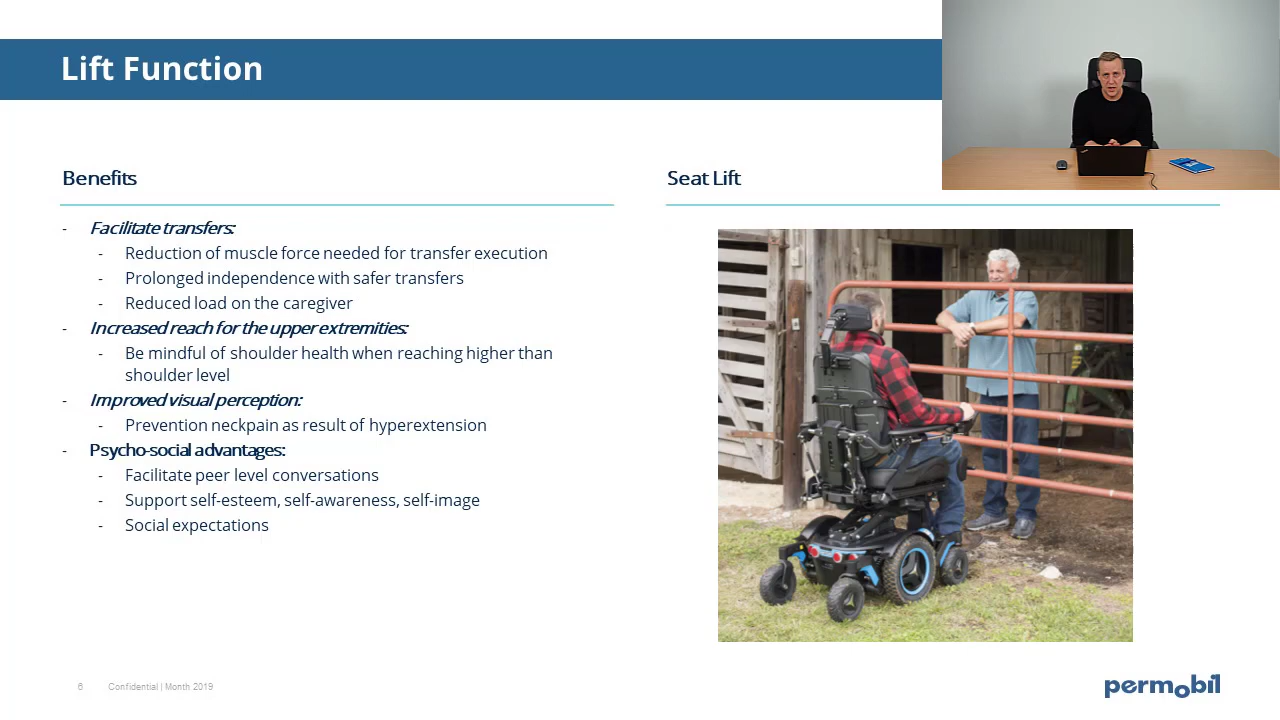 Lift Function
Benefits
- Facilitate transfers:
- Reduction of muscle force needed for transfer execution
- Prolonged independence with safer transfers
- Reduced load on the caregiver
- Increased reach for the upper extremities:
- Be mindful of shoulder health when reaching higher than
shoulder level
- Improved visual perception:
- Prevention neckpain as result of hyperextension
- Psycho-social advantages:
- Facilitate peer level conversations
- Support self-esteem, self-awareness, self-image
- Social expectations
Seat Lift
6 Confidential | Month 2019
permobil